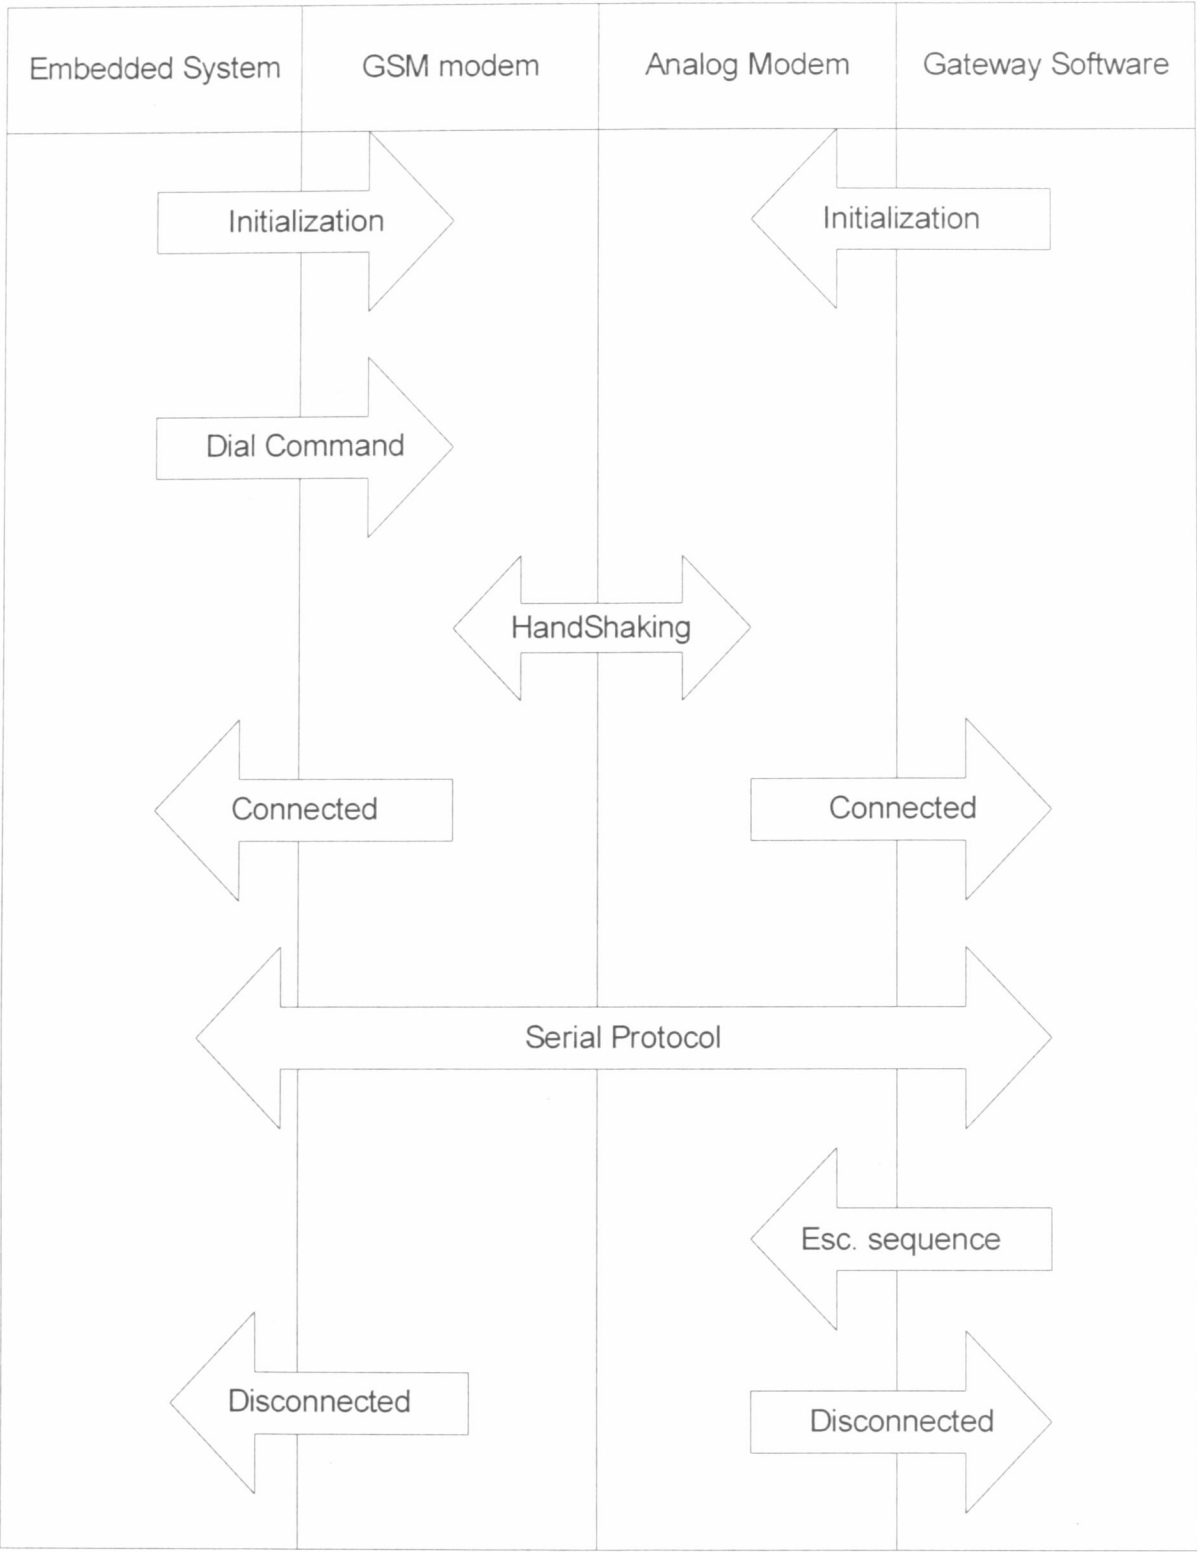 Embedded System
GSM modem
Analog Modem
Gateway Software
Initialization
Initialization
Dial Command
HandShaking
Connected
Connected
Serial Protocol
Esc. sequence
Disconnected
Disconnected